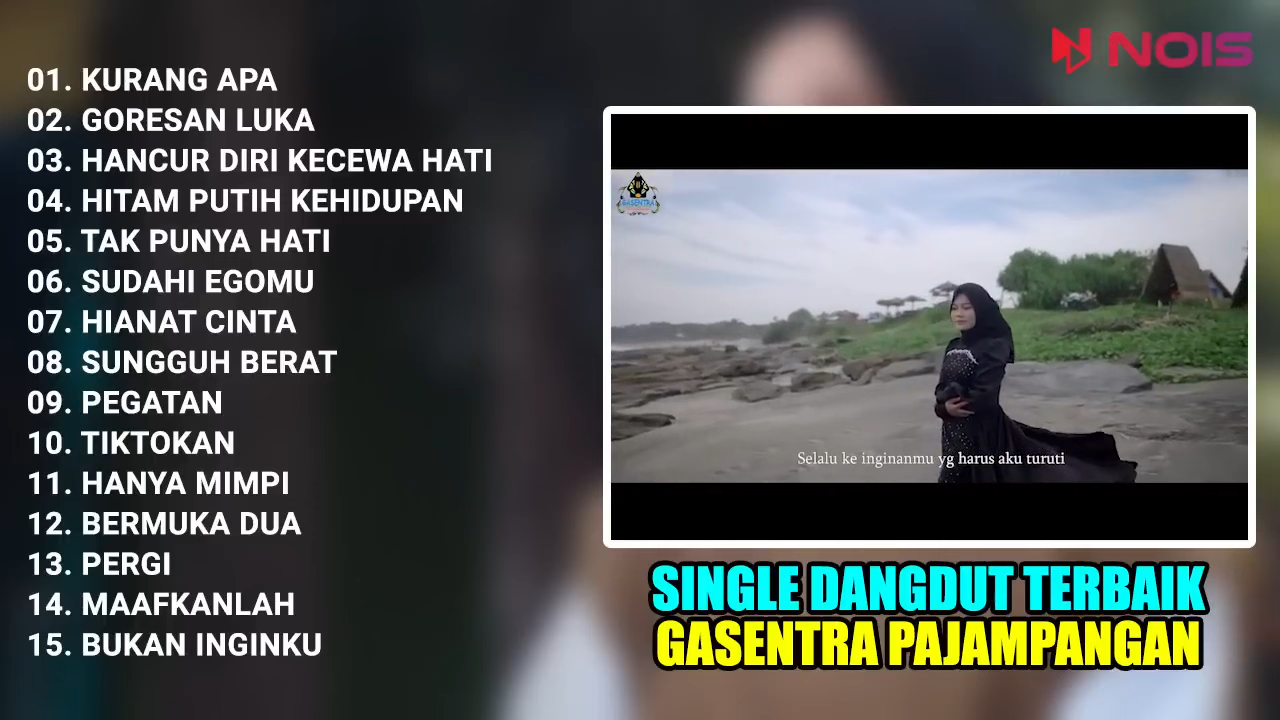 NOIS
01. KURANG APA
02. GORESAN LUKA
03. HANCUR DIRI KECEWA HATI
04. HITAM PUTIH KEHIDUPAN
05. TAK PUNYA HATI
06. SUDAHI EGOMU
07. HIANAT CINTA
08. SUNGGUH BERAT
09. PEGATAN
10. TIKTOKAN
11. HANYA MIMPI
12. BERMUKA DUA
13. PERGI
14. MAAFKANLAH
15. BUKAN INGINKU
GASENTRA
Selalu ke inginanmu yg harus aku turuti
SINGLE DANGDUT TERBAIK
GASENTRA PAJAMPANGAN